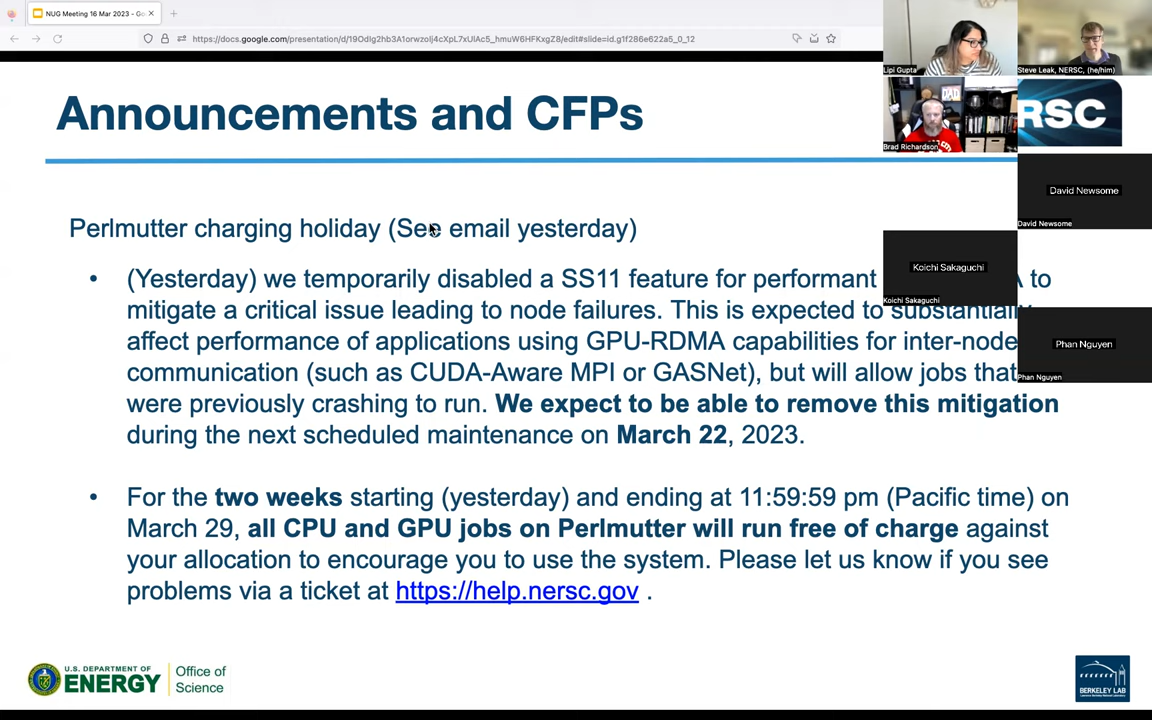 NUG Meeting 16 Mar 2023 - Go
https://docs.google.com/presentation/d/19OdIg2hb3A1orwzolj4cXpL7xUlAc5_hmuW6HFKxgZ8/edit#slide=id.g1f286e622a5_0_12
Lipi Gupta
Steve Leak, NERSC, (he/him)
Brad Richardson
RSC
David Newsome
David Newsome
Koichi Sakaguchi
Koichi Sakaguchi
Phan Nguyen
Phan Nguyen
Announcements and CFPs
Perlmutter charging holiday (See email yesterday)
• (Yesterday) we temporarily disabled a SS11 feature for performant A to
mitigate a critical issue leading to node failures. This is expected to substantially
affect performance of applications using GPU-RDMA capabilities for inter-node
communication (such as CUDA-Aware MPI or GASNet), but will allow jobs that
were previously crashing to run. We expect to be able to remove this mitigation
during the next scheduled maintenance on March 22, 2023.
• For the two weeks starting (yesterday) and ending at 11:59:59 pm (Pacific time) on
March 29, all CPU and GPU jobs on Perlmutter will run free of charge against
your allocation to encourage you to use the system. Please let us know if you see
problems via a ticket at https://help.nersc.gov .
U.S. DEPARTMENT OF
ENERGY
Office of
Science
BERKELEY LAB